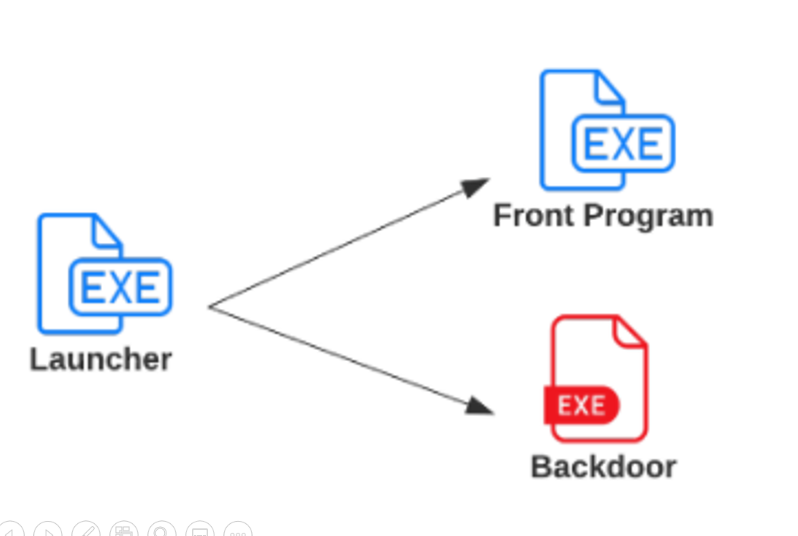 EXE
Front Program
EXE
Launcher
EXE
Backdoor